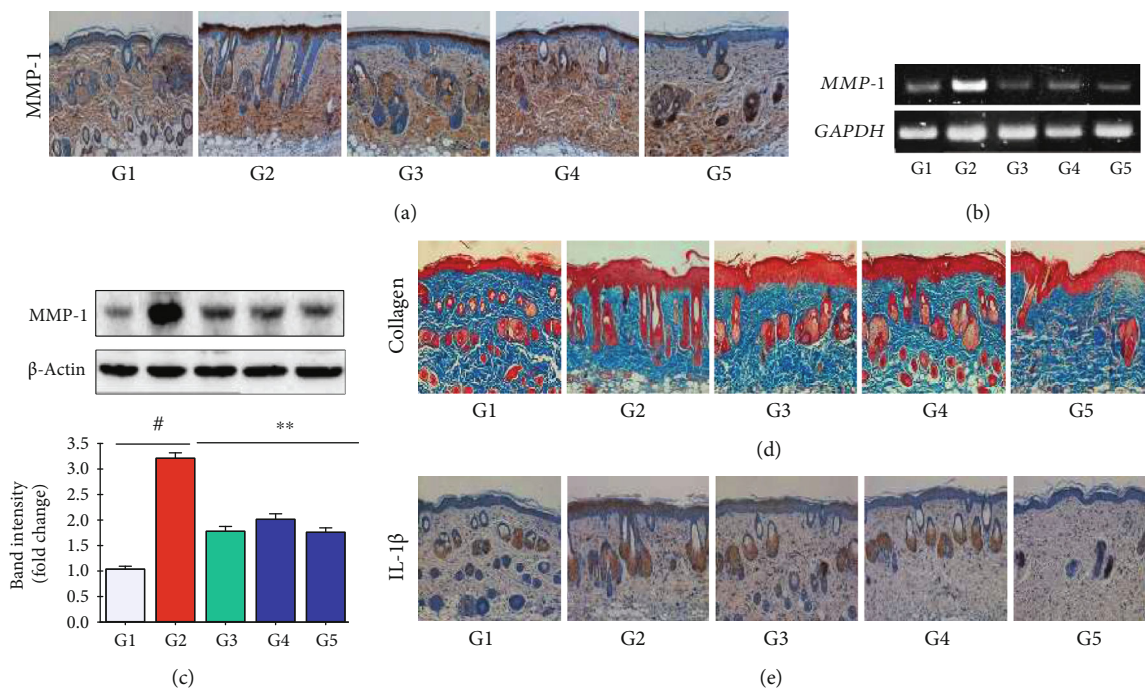 MMP-1
G1 G2 G3 G4 G5
(a)
MMP-1
GAPDH
G1 G2 G3 G4 G5
(b)
MMP-1
β-Actin
# **
Band intensity
(fold change)
3.5
3.0
2.5
2.0
1.5
1.0
0.5
0.0
G1 G2 G3 G4 G5
(c)
Collagen
G1 G2 G3 G4 G5
(d)
IL-1β
G1 G2 G3 G4 G5
(e)